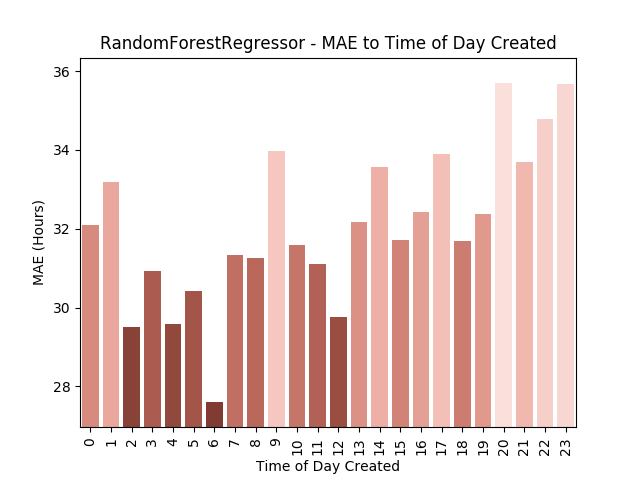 RandomForestRegressor - MAE to Time of Day Created
MAE (Hours)
36
34
32
30
28
0 1 2 3 4 5 6 7 8 9 10 11 12 13 14 15 16 17 18 19 20 21 22 23
Time of Day Created